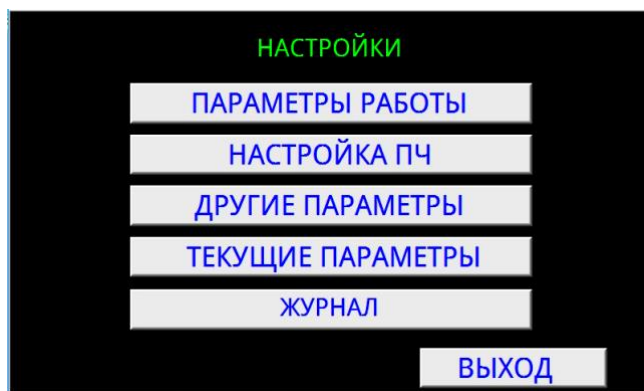 НАСТРОЙКИ
ПАРАМЕТРЫ РАБОТЫ
НАСТРОЙКА ПЧ
ДРУГИЕ ПАРАМЕТРЫ
ТЕКУЩИЕ ПАРАМЕТРЫ
ЖУРНАЛ
ВЫХОД